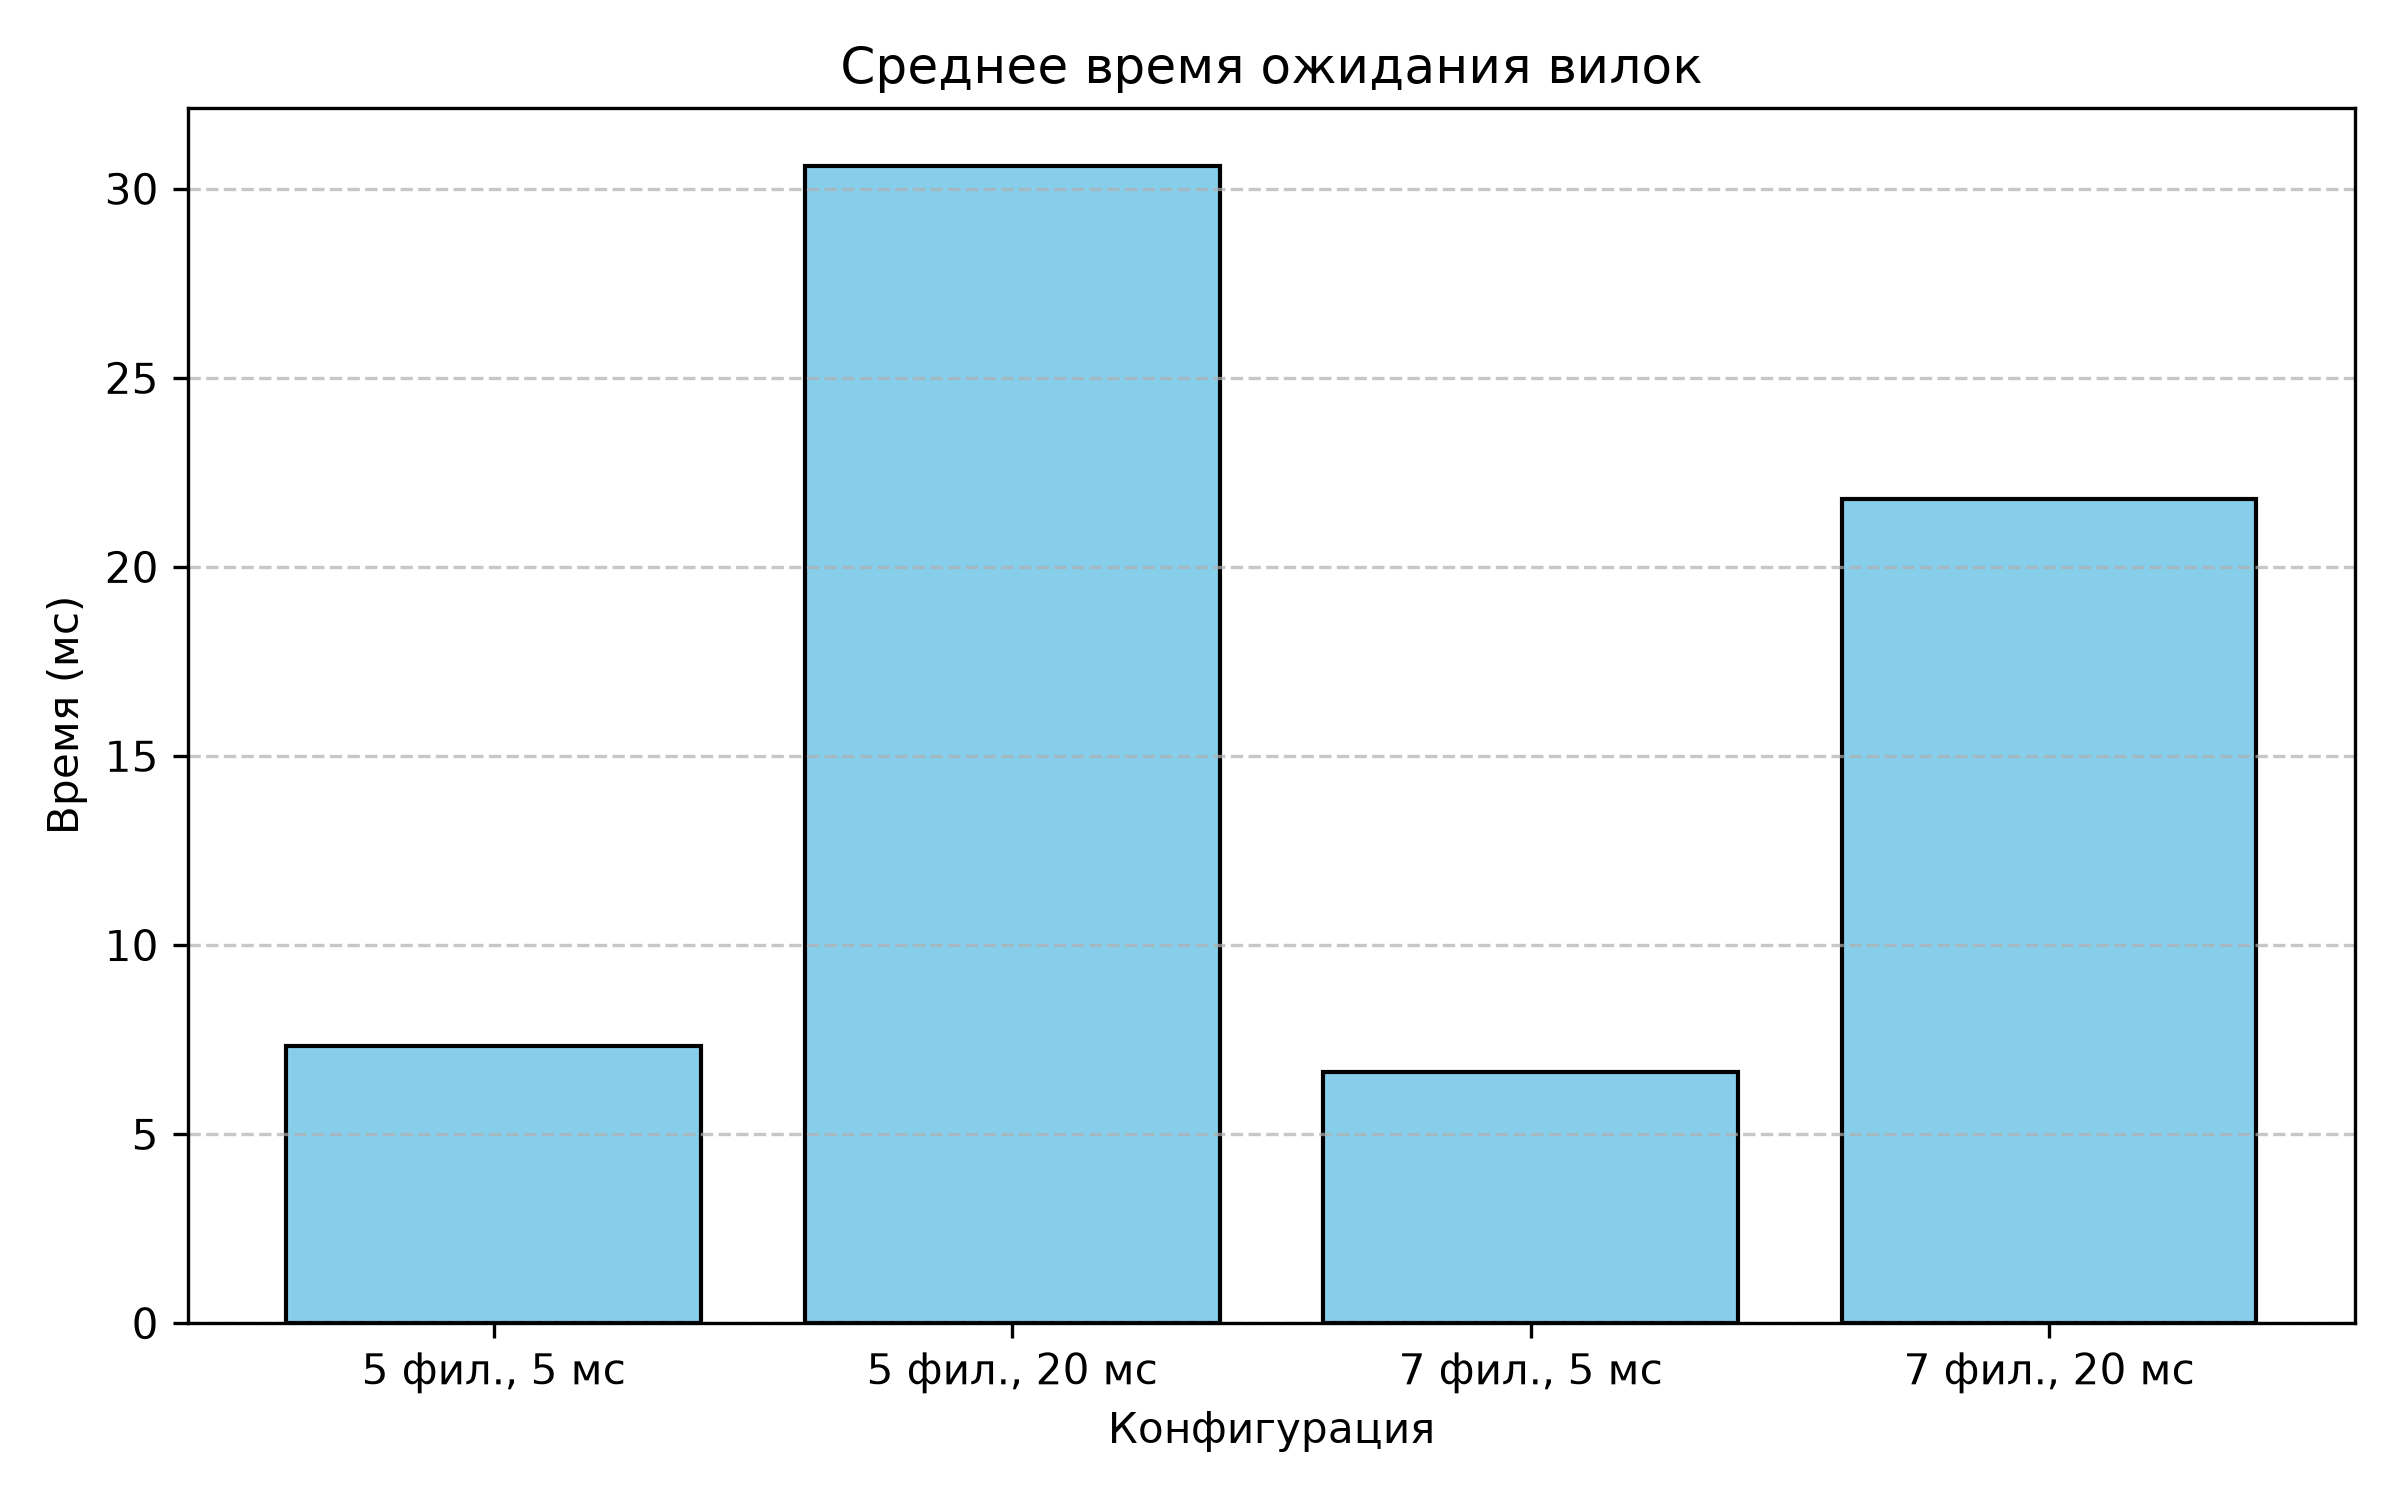 Среднее время ожидания вилок
Время (мс)
30
25
20
15
10
5
0
5 фил., 5 мс
5 фил., 20 мс
7 фил., 5 мс
7 фил., 20 мс
Конфигурация